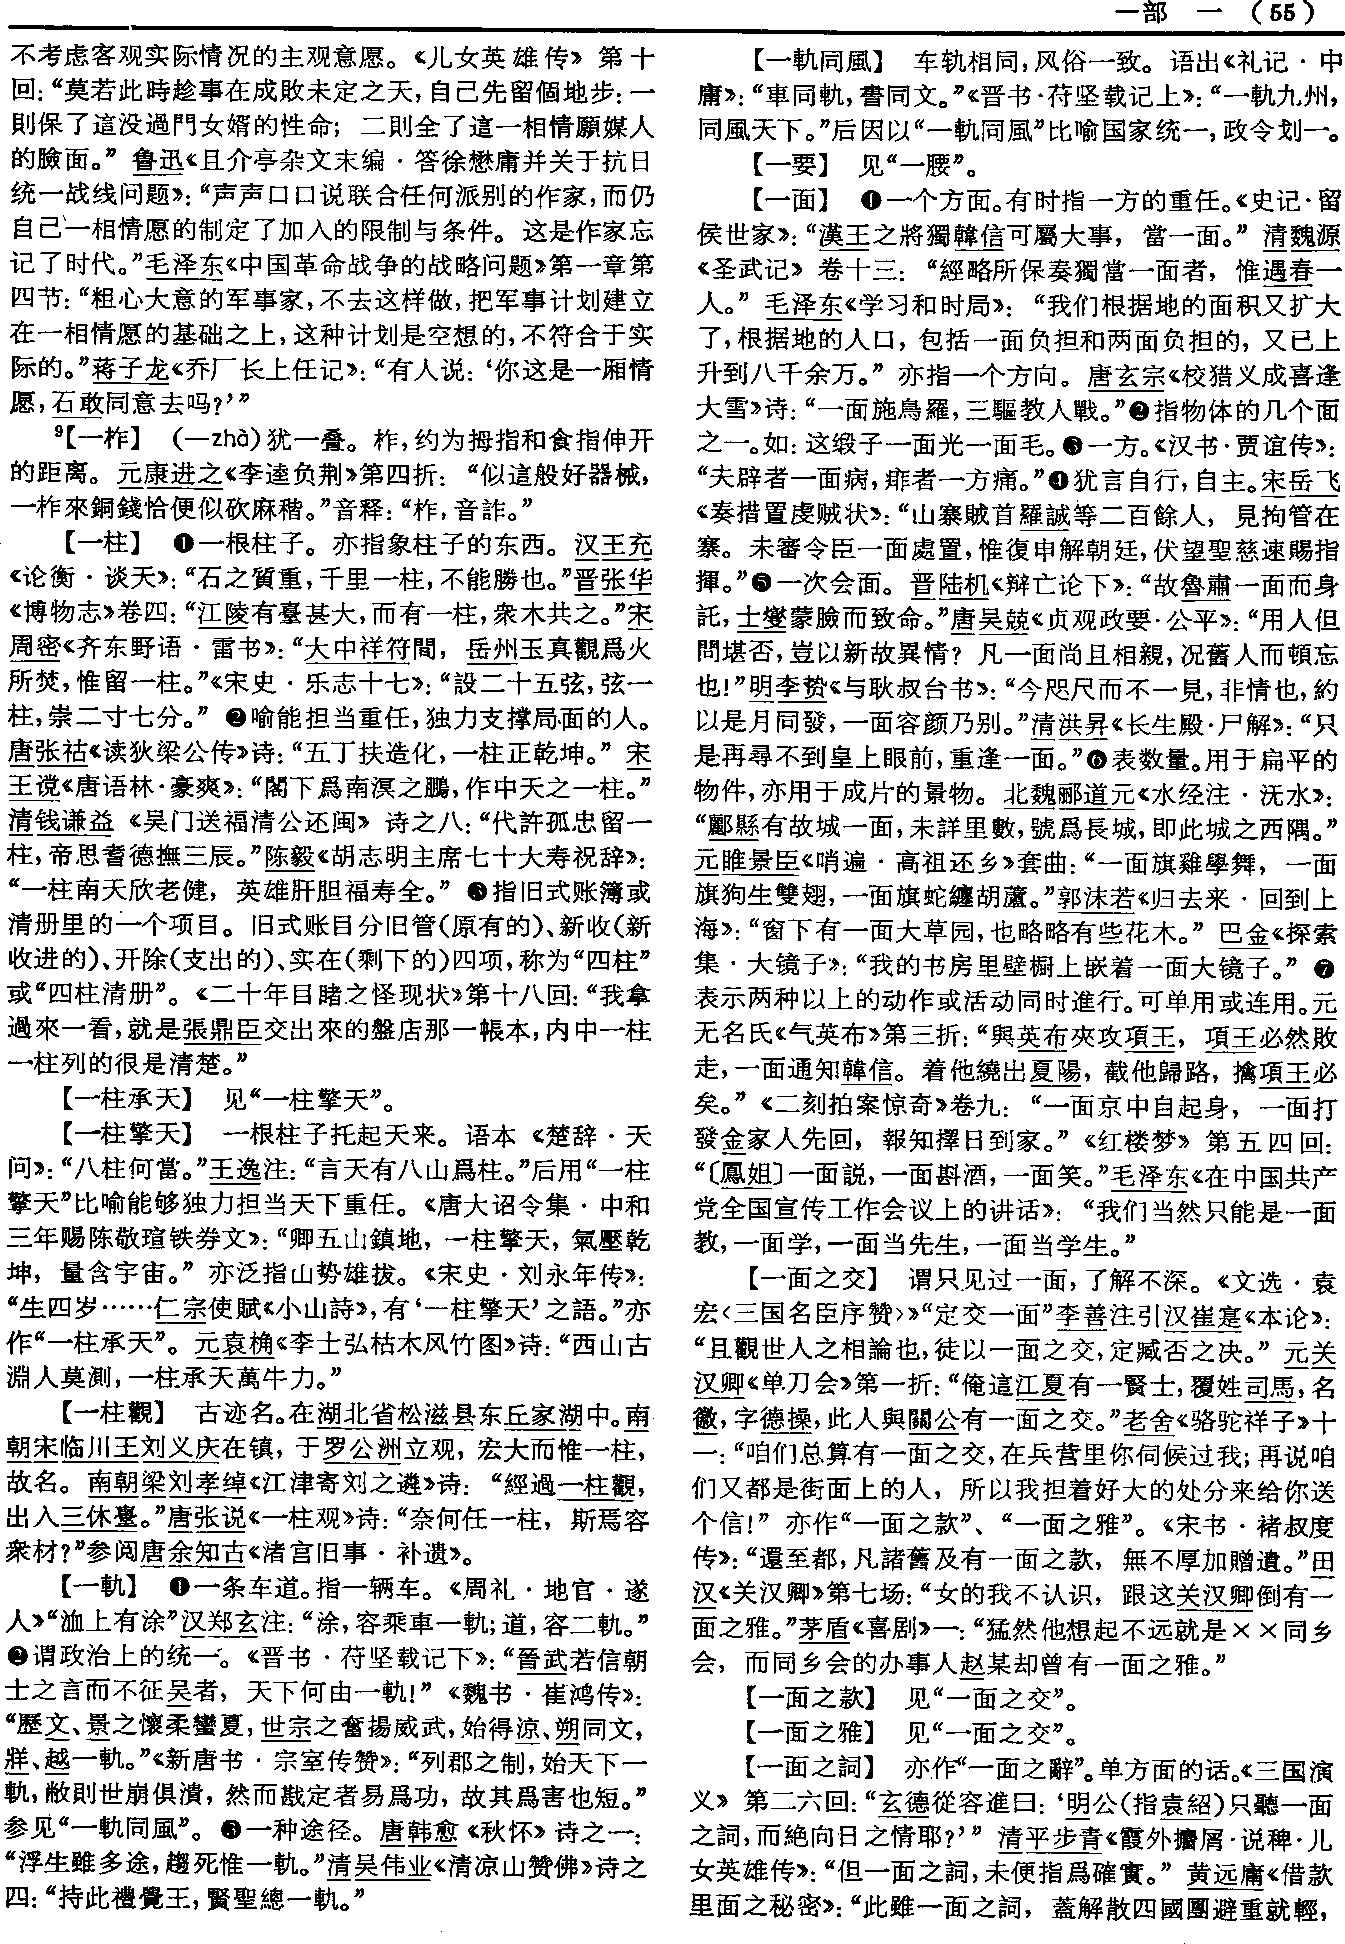 一部 一 （55）
不考虑客观实际情况的主观意愿。《儿女英雄传》第十
回：“莫若此時趁事在成敗未定之天，自己先留個地步：一
則保了這没過門女婿的性命；二則全了這一相情願媒人
的臉面。”鲁迅《且介亭杂文末编·答徐懋庸并关于抗日
统一战线问题》：“声声口口说联合任何派别的作家，而仍
自己一相情愿的制定了加入的限制与条件。这是作家忘
记了时代。”毛泽东《中国革命战争的战略问题》第一章第
四节：“粗心大意的军事家，不去这样做，把军事计划建立
在一相情愿的基础之上，这种计划是空想的，不符合于实
际的。”蒋子龙《乔厂长上任记》：“有人说：‘你这是一厢情
愿，石敢同意去吗？’”
⁹【一柞】 （—zhà）犹一叠。柞，约为拇指和食指伸开
的距离。元康进之《李逵负荆》第四折：“似這般好器械，
一柞來銅錢恰便似砍麻稭。”音释：“柞，音詐。”
【一柱】 ❶一根柱子。亦指象柱子的东西。汉王充
《论衡·谈天》：“石之質重，千里一柱，不能勝也。”晋张华
《博物志》卷四：“江陵有臺甚大，而有一柱，衆木共之。”宋
周密《齐东野语·雷书》：“大中祥符間，岳州玉真觀爲火
所焚，惟留一柱。”《宋史·乐志十七》：“設二十五弦，弦一
柱，崇二寸七分。”❷喻能担当重任，独力支撑局面的人。
唐张祜《读狄梁公传》诗：“五丁扶造化，一柱正乾坤。”宋
王谠《唐语林·豪爽》：“閣下爲南溟之鵬，作中天之一柱。”
清钱谦益《吴门送福清公还闽》诗之八：“代許孤忠留一
柱，帝思耆德撫三辰。”陈毅《胡志明主席七十大寿祝辞》：
“一柱南天欣老健，英雄肝胆福寿全。”❸指旧式账簿或
清册里的一个项目。旧式账目分旧管（原有的）、新收（新
收进的）、开除（支出的）、实在（剩下的）四项，称为“四柱”
或“四柱清册”。《二十年目睹之怪现状》第十八回：“我拿
過來一看，就是張鼎臣交出來的盤店那一帳本，内中一柱
一柱列的很是清楚。”
【一柱承天】 见“一柱擎天”。
【一柱擎天】 一根柱子托起天来。语本《楚辞·天
问》：“八柱何當。”王逸注：“言天有八山爲柱。”后用“一柱
擎天”比喻能够独力担当天下重任。《唐大诏令集·中和
三年赐陈敬瑄铁券文》：“卿五山鎮地，一柱擎天，氣壓乾
坤，量含宇宙。”亦泛指山势雄拔。《宋史·刘永年传》：
“生四岁……仁宗使賦《小山詩》，有‘一柱擎天’之語。”亦
作“一柱承天”。元袁桷《李士弘枯木风竹图》诗：“西山古
淵人莫測，一柱承天萬牛力。”
【一柱觀】 古迹名。在湖北省松滋县东丘家湖中。南
朝宋临川王刘义庆在镇，于罗公洲立观，宏大而惟一柱，
故名。南朝梁刘孝绰《江津寄刘之遴》诗：“經過一柱觀，
出入三休臺。”唐张说《一柱观》诗：“奈何任一柱，斯焉容
衆材？”参阅唐余知古《渚宫旧事·补遗》。
【一軌】 ❶一条车道。指一辆车。《周礼·地官·遂
人》“洫上有涂”汉郑玄注：“涂，容乘車一軌；道，容二軌。”
❷谓政治上的统一。《晋书·苻坚载记下》：“晉武若信朝
士之言而不征吴者，天下何由一軌！”《魏书·崔鸿传》：
“歷文、景之懷柔蠻夏，世宗之奮揚威武，始得涼、朔同文，
牂、越一軌。”《新唐书·宗室传赞》：“列郡之制，始天下一
軌，敝則世崩俱潰，然而戡定者易爲功，故其爲害也短。”
参见“一軌同風”。❸一种途径。唐韩愈《秋怀》诗之一：
“浮生雖多途，趨死惟一軌。”清吴伟业《清凉山赞佛》诗之
四：“持此禮覺王，賢聖總一軌。”
【一軌同風】 车轨相同，风俗一致。语出《礼记·中
庸》：“車同軌，書同文。”《晋书·苻坚载记上》：“一軌九州，
同風天下。”后因以“一軌同風”比喻国家统一，政令划一。
【一要】 见“一腰”。
【一面】 ❶一个方面。有时指一方的重任。《史记·留
侯世家》：“漢王之將獨韓信可屬大事，當一面。”清魏源
《圣武记》卷十三：“經略所保奏獨當一面者，惟遇春一
人。”毛泽东《学习和时局》：“我们根据地的面积又扩大
了，根据地的人口，包括一面负担和两面负担的，又已上
升到八千余万。”亦指一个方向。唐玄宗《校猎义成喜逢
大雪》诗：“一面施鳥羅，三驅教人戰。”❷指物体的几个面
之一。如：这缎子一面光一面毛。❸一方。《汉书·贾谊传》：
“夫辟者一面病，痱者一方痛。”❹犹言自行，自主。宋岳飞
《奏措置虔贼状》：“山寨賊首羅誠等二百餘人，見拘管在
寨。未審令臣一面處置，惟復申解朝廷，伏望聖慈速賜指
揮。”❺一次会面。晋陆机《辩亡论下》：“故魯肅一面而身
託，士燮蒙險而致命。”唐吴兢《贞观政要·公平》：“用人但
問堪否，豈以新故異情？凡一面尚且相親，况舊人而頓忘
也！”明李贽《与耿叔台书》：“今咫尺而不一見，非情也，約
以是月同發，一面容颜乃别。”清洪昇《长生殿·尸解》：“只
是再尋不到皇上眼前，重逢一面。”❻表数量。用于扁平的
物件，亦用于成片的景物。北魏郦道元《水经注·沔水》：
“酈縣有故城一面，未詳里數，號爲長城，即此城之西隅。”
元睢景臣《哨遍·高祖还乡》套曲：“一面旗雞學舞，一面
旗狗生雙翅，一面旗蛇纏胡蘆。”郭沫若《归去来·回到上
海》：“窗下有一面大草园，也略略有些花木。”巴金《探索
集·大镜子》：“我的书房里壁橱上嵌着一面大镜子。”❼
表示两种以上的动作或活动同时進行。可单用或连用。元
无名氏《气英布》第三折：“與英布夾攻項王，項王必然敗
走，一面通知韓信。着他繞出夏陽，截他歸路，擒項王必
矣。”《二刻拍案惊奇》卷九：“一面京中自起身，一面打
發金家人先回，報知擇日到家。”《红楼梦》第五四回：
“〔鳳姐〕一面説，一面斟酒，一面笑。”毛泽东《在中国共产
党全国宣传工作会议上的讲话》：“我们当然只能是一面
教，一面学，一面当先生，一面当学生。”
【一面之交】 谓只见过一面，了解不深。《文选·袁
宏〈三国名臣序赞〉》“定交一面”李善注引汉崔寔《本论》：
“且觀世人之相論也，徒以一面之交，定臧否之决。”元关
汉卿《单刀会》第一折：“俺這江夏有一賢士，覆姓司馬，名
徽，字德操，此人與關公有一面之交。”老舍《骆驼祥子》十
一：“咱们总算有一面之交，在兵营里你伺候过我；再说咱
们又都是街面上的人，所以我担着好大的处分来给你送
个信！”亦作“一面之款”、“一面之雅”。《宋书·褚叔度
传》：“還至都，凡諸舊及有一面之款，無不厚加贈遺。”田
汉《关汉卿》第七场：“女的我不认识，跟这关汉卿倒有一
面之雅。”茅盾《喜剧》一：“猛然他想起不远就是××同乡
会，而同乡会的办事人赵某却曾有一面之雅。”
【一面之款】 见“一面之交”。
【一面之雅】 见“一面之交”。
【一面之詞】 亦作“一面之辭”。单方面的话。《三国演
义》第二六回：“玄德從容進曰：‘明公（指袁紹）只聽一面
之詞，而絶向日之情耶？’”清平步青《霞外攟屑·说稗·儿
女英雄传》：“但一面之詞，未便指爲確實。”黄远庸《借款
里面之秘密》：“此雖一面之詞，蓋解散四國團避重就輕，